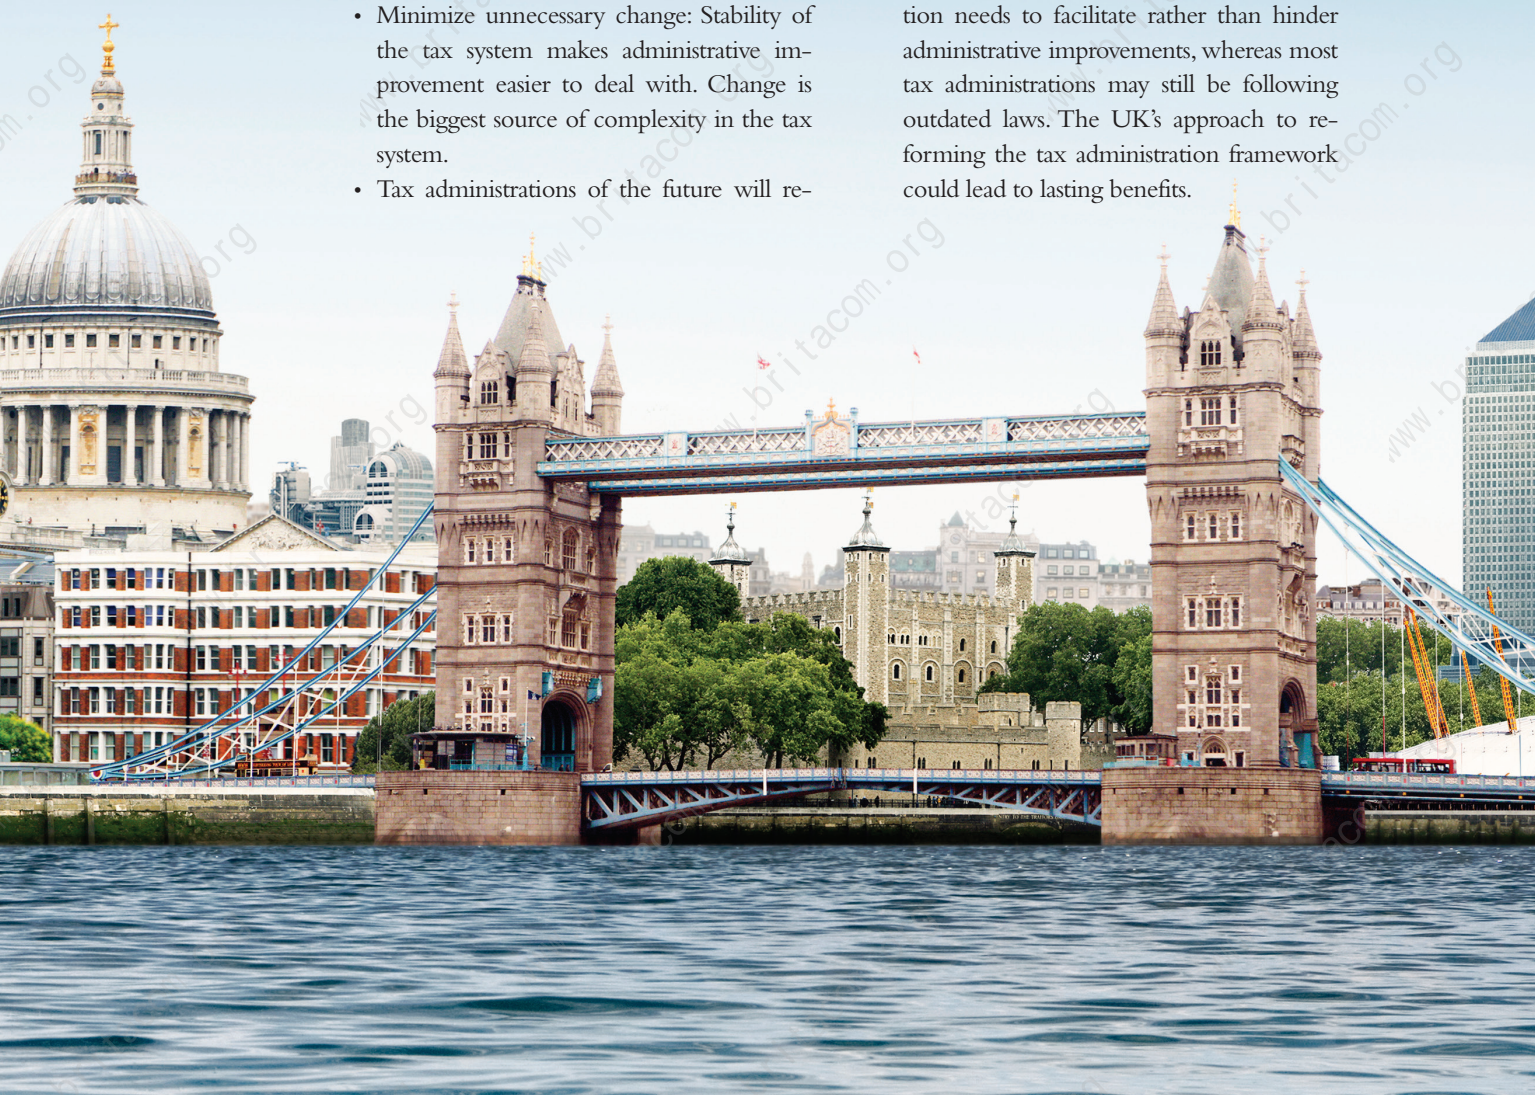 • Minimize unnecessary change: Stability of
the tax system makes administrative im-
provement easier to deal with. Change is
the biggest source of complexity in the tax
system.
• Tax administrations of the future will re-
tion needs to facilitate rather than hinder
administrative improvements, whereas most
tax administrations may still be following
outdated laws. The UK’s approach to re-
forming the tax administration framework
could lead to lasting benefits.
www.britacom.org